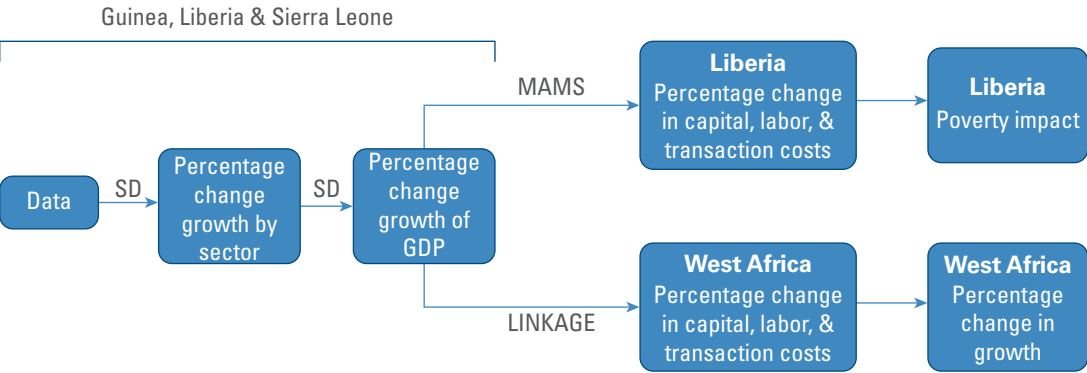 Guinea, Liberia & Sierra Leone
Data
SD
Percentage
change
growth by
sector
SD
Percentage
change
growth of
GDP
MAMS
Liberia
Percentage change
in capital, labor, &
transaction costs
Liberia
Poverty impact
LINKAGE
West Africa
Percentage change
in capital, labor, &
transaction costs
West Africa
Percentage
change in
growth